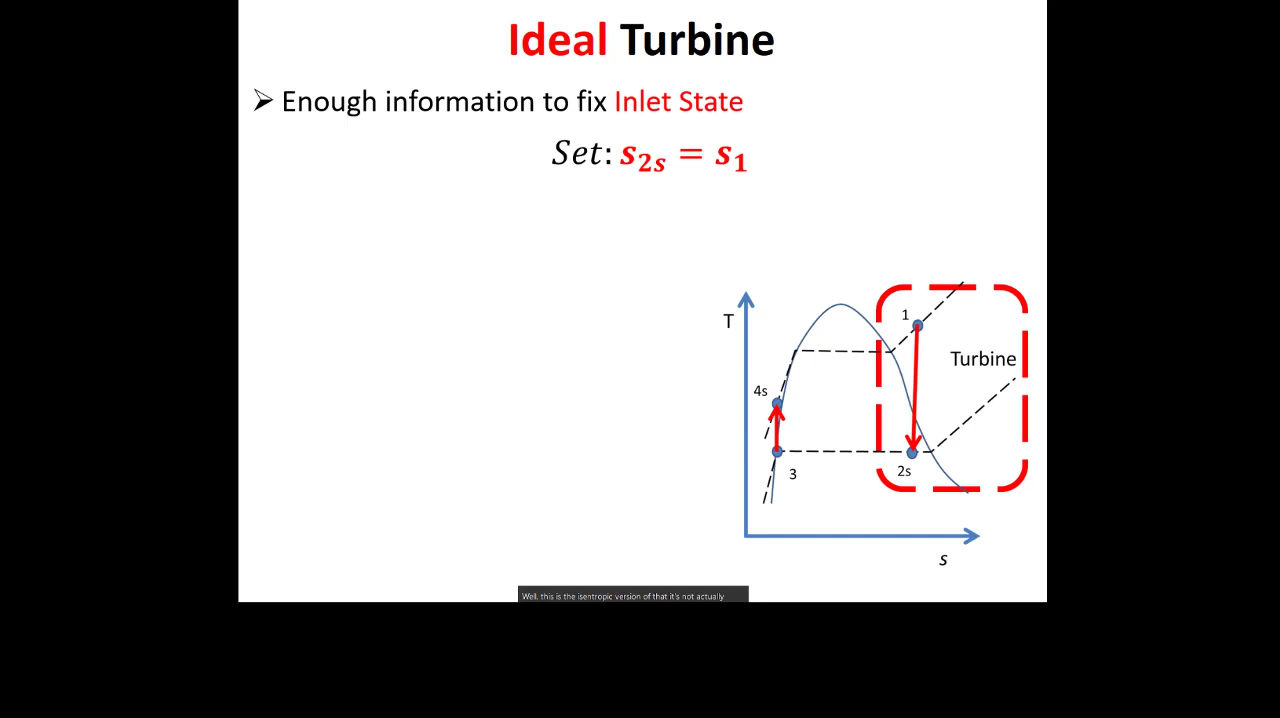 Ideal Turbine
➢ Enough information to fix Inlet State
Set: s₂ₛ = s₁
T
1
Turbine
4s
3
2s
s
Well, this is the isentropic version of that it's not actually